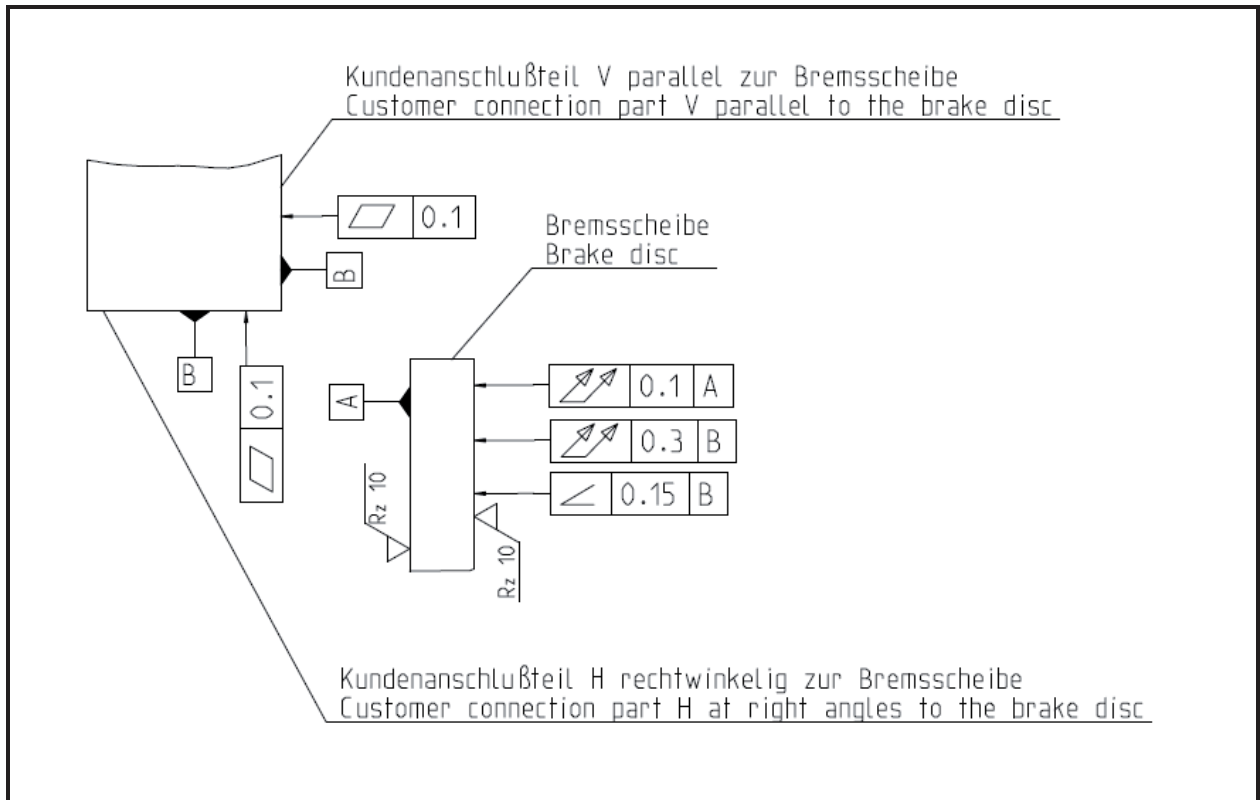 Kundenanschlußteil V parallel zur Bremsscheibe
Customer connection part V parallel to the brake disc
0.1
B
Bremsscheibe
Brake disc
B
0.1
A
0.1 A
0.3 B
0.15 B
Rz 10
Rz 10
Kundenanschlußteil H rechtwinkelig zur Bremsscheibe
Customer connection part H at right angles to the brake disc